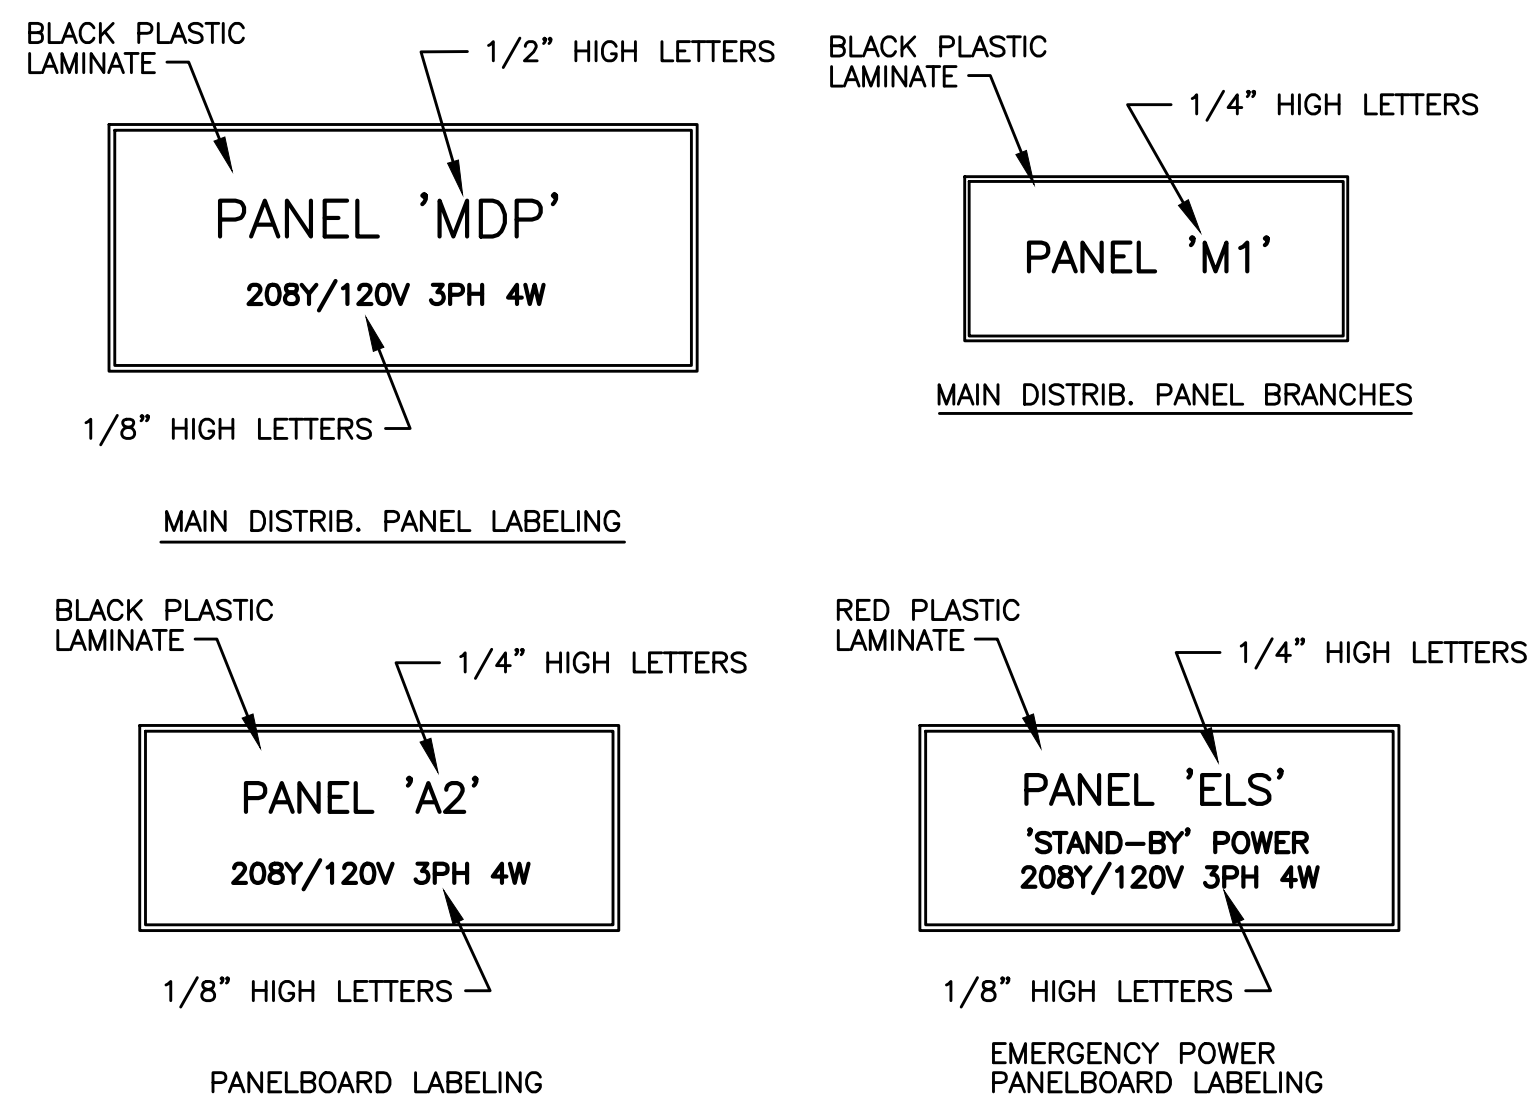 BLACK PLASTIC
LAMINATE
1/2” HIGH LETTERS
PANEL ’MDP’
208Y/120V 3PH 4W
1/8” HIGH LETTERS
MAIN DISTRIB. PANEL LABELING
BLACK PLASTIC
LAMINATE
1/4” HIGH LETTERS
PANEL ’M1’
MAIN DISTRIB. PANEL BRANCHES
BLACK PLASTIC
LAMINATE
1/4” HIGH LETTERS
PANEL ’A2’
208Y/120V 3PH 4W
1/8” HIGH LETTERS
PANELBOARD LABELING
RED PLASTIC
LAMINATE
1/4” HIGH LETTERS
PANEL ’ELS’
’STAND-BY’ POWER
208Y/120V 3PH 4W
1/8” HIGH LETTERS
EMERGENCY POWER
PANELBOARD LABELING